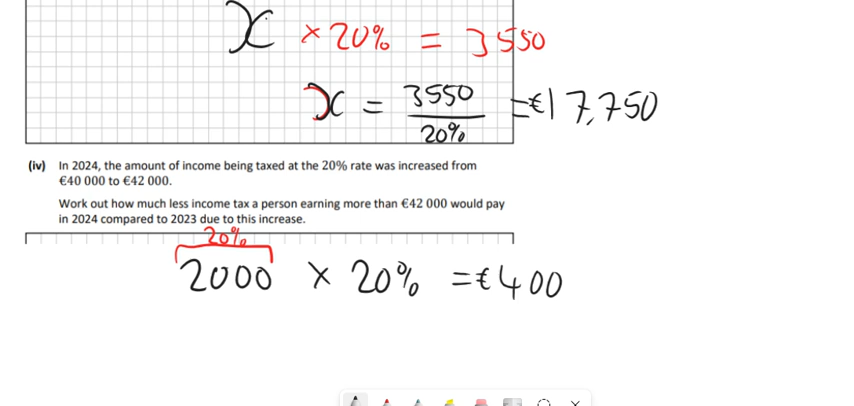 x × 20% = 3550
x = 3550 / 20% = €17,750
(iv) In 2024, the amount of income being taxed at the 20% rate was increased from
€40 000 to €42 000.
Work out how much less income tax a person earning more than €42 000 would pay
in 2024 compared to 2023 due to this increase.
20%
2000 × 20% = €400